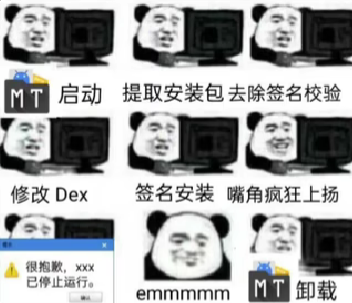 MT 启动
提取安装包
去除签名校验
修改 Dex
签名安装
嘴角疯狂上扬
很抱歉，xxx
已停止运行。
emmmmm
MT 卸载